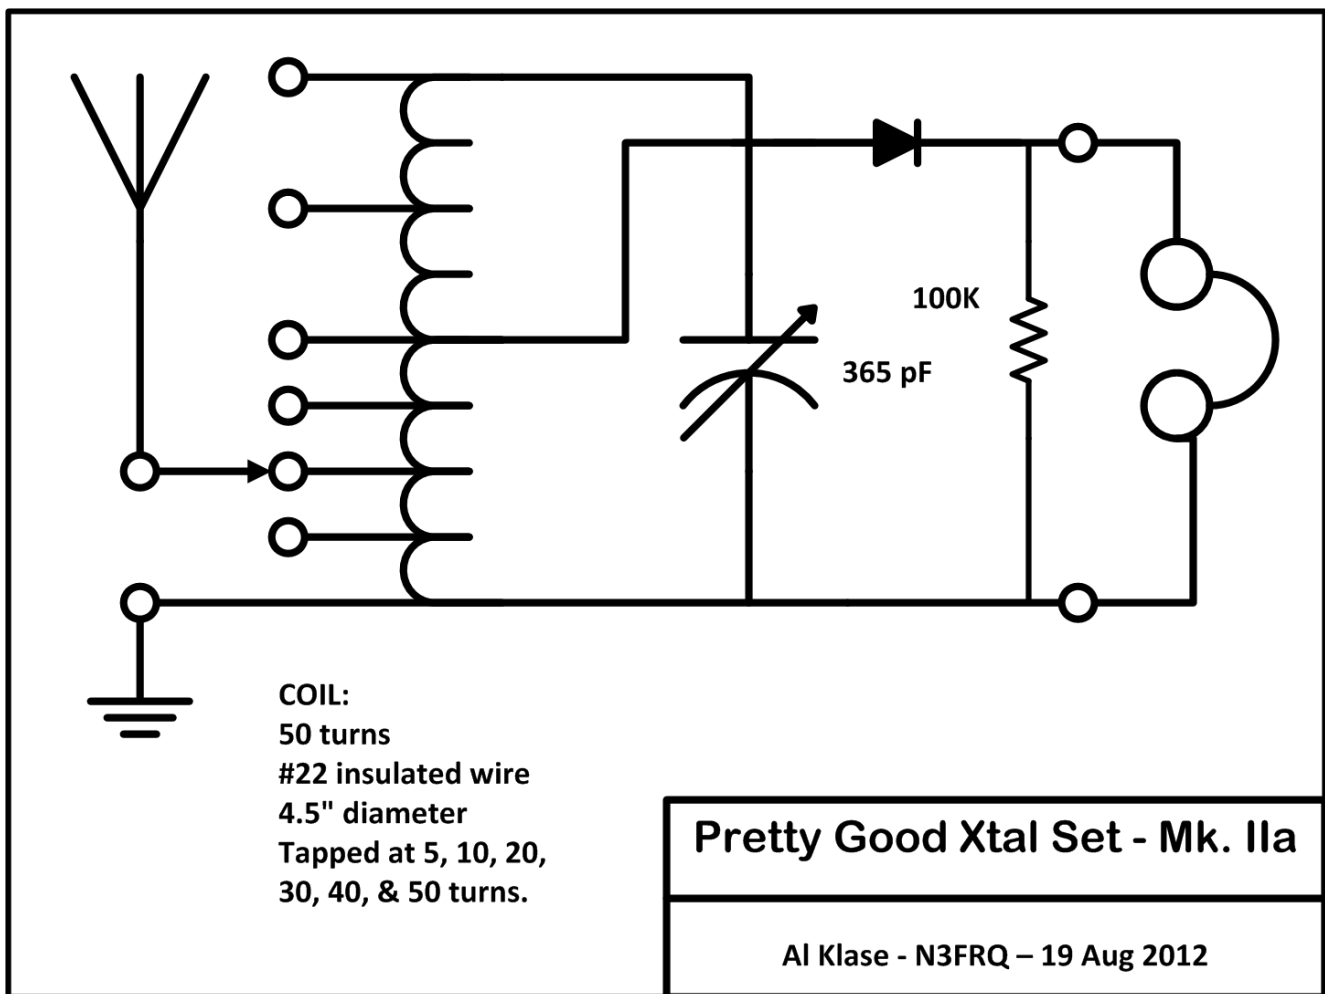 100K
365 pF
COIL:
50 turns
#22 insulated wire
4.5" diameter
Tapped at 5, 10, 20,
30, 40, & 50 turns.
Pretty Good Xtal Set - Mk. IIa
Al Klase - N3FRQ – 19 Aug 2012